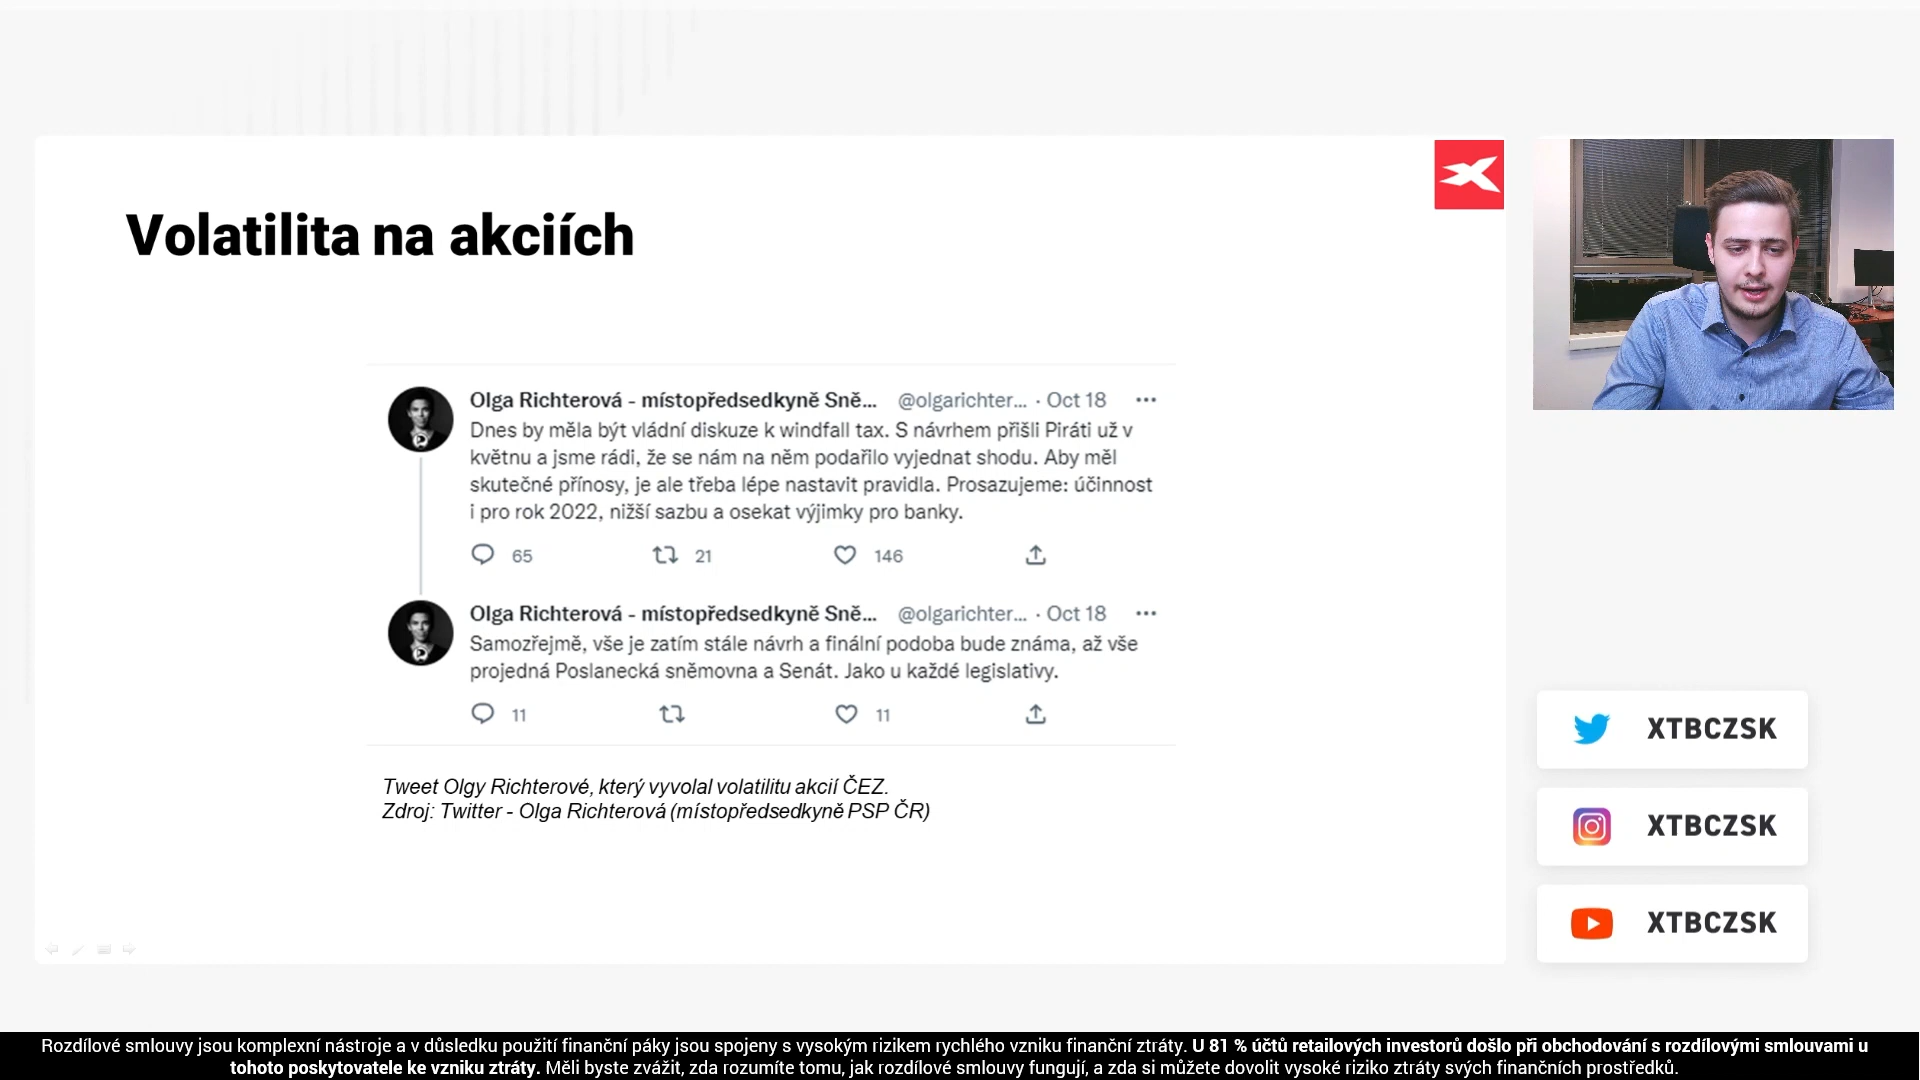 Volatilita na akciích
Olga Richterová - místopředsedkyně Sně... @olgarichter... · Oct 18
Dnes by měla být vládní diskuze k windfall tax. S návrhem přišli Piráti už v
květnu a jsme rádi, že se nám na něm podařilo vyjednat shodu. Aby měl
skutečné přínosy, je ale třeba lépe nastavit pravidla. Prosazujeme: účinnost
i pro rok 2022, nižší sazbu a osekat výjimky pro banky.
65 21 146
Olga Richterová - místopředsedkyně Sně... @olgarichter... · Oct 18
Samozřejmě, vše je zatím stále návrh a finální podoba bude známa, až vše
projedná Poslanecká sněmovna a Senát. Jako u každé legislativy.
11 11
Tweet Olgy Richterové, který vyvolal volatilitu akcií ČEZ.
Zdroj: Twitter - Olga Richterová (místopředsedkyně PSP ČR)
XTBCZSK
XTBCZSK
XTBCZSK
Rozdílové smlouvy jsou komplexní nástroje a v důsledku použití finanční páky jsou spojeny s vysokým rizikem rychlého vzniku finanční ztráty. U 81 % účtů retailových investorů došlo při obchodování s rozdílovými smlouvami u
tohoto poskytovatele ke vzniku ztráty. Měli byste zvážit, zda rozumíte tomu, jak rozdílové smlouvy fungují, a zda si můžete dovolit vysoké riziko ztráty svých finančních prostředků.